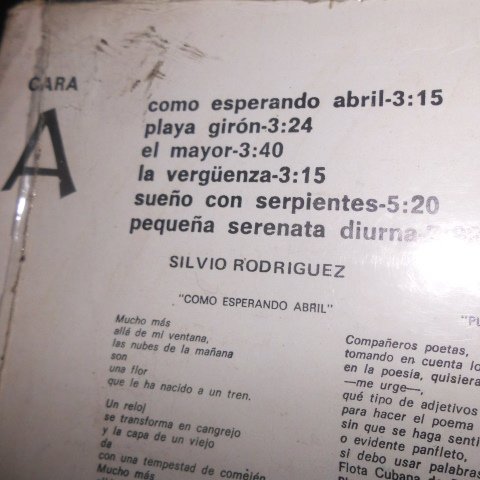 CARA
A
como esperando abril-3:15
playa girón-3:24
el mayor-3:40
la vergüenza-3:15
sueño con serpientes-5:20
pequeña serenata diurna
SILVIO RODRIGUEZ
"COMO ESPERANDO ABRIL"
Mucho más
allá de mi ventana,
las nubes de la mañana
son
una flor
que le ha nacido a un tren.
Un reloj
se transforma en cangrejo
y la capa de un viejo
da
con una tempestad de comején
Mucho más
Compañeros poetas,
tomando en cuenta
en la poesía, quisiera
—me urge—,
qué tipo de adjetivos
para hacer el poema
sin que se haga
o evidente panfleto,
si debo usar palabras
Flota Cubana de